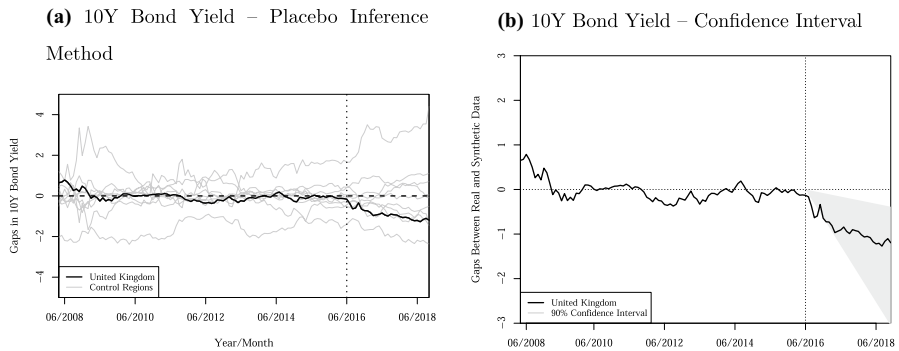 (a) 10Y Bond Yield – Placebo Inference
Method
Gaps in 10Y Bond Yield
4
2
0
−2
−4
United Kingdom
Control Regions
06/2008 06/2010 06/2012 06/2014 06/2016 06/2018
Year/Month
(b) 10Y Bond Yield – Confidence Interval
Gaps Between Real and Synthetic Data
3
2
1
0
−1
−2
−3
United Kingdom
90% Confidence Interval
06/2008 06/2010 06/2012 06/2014 06/2016 06/2018